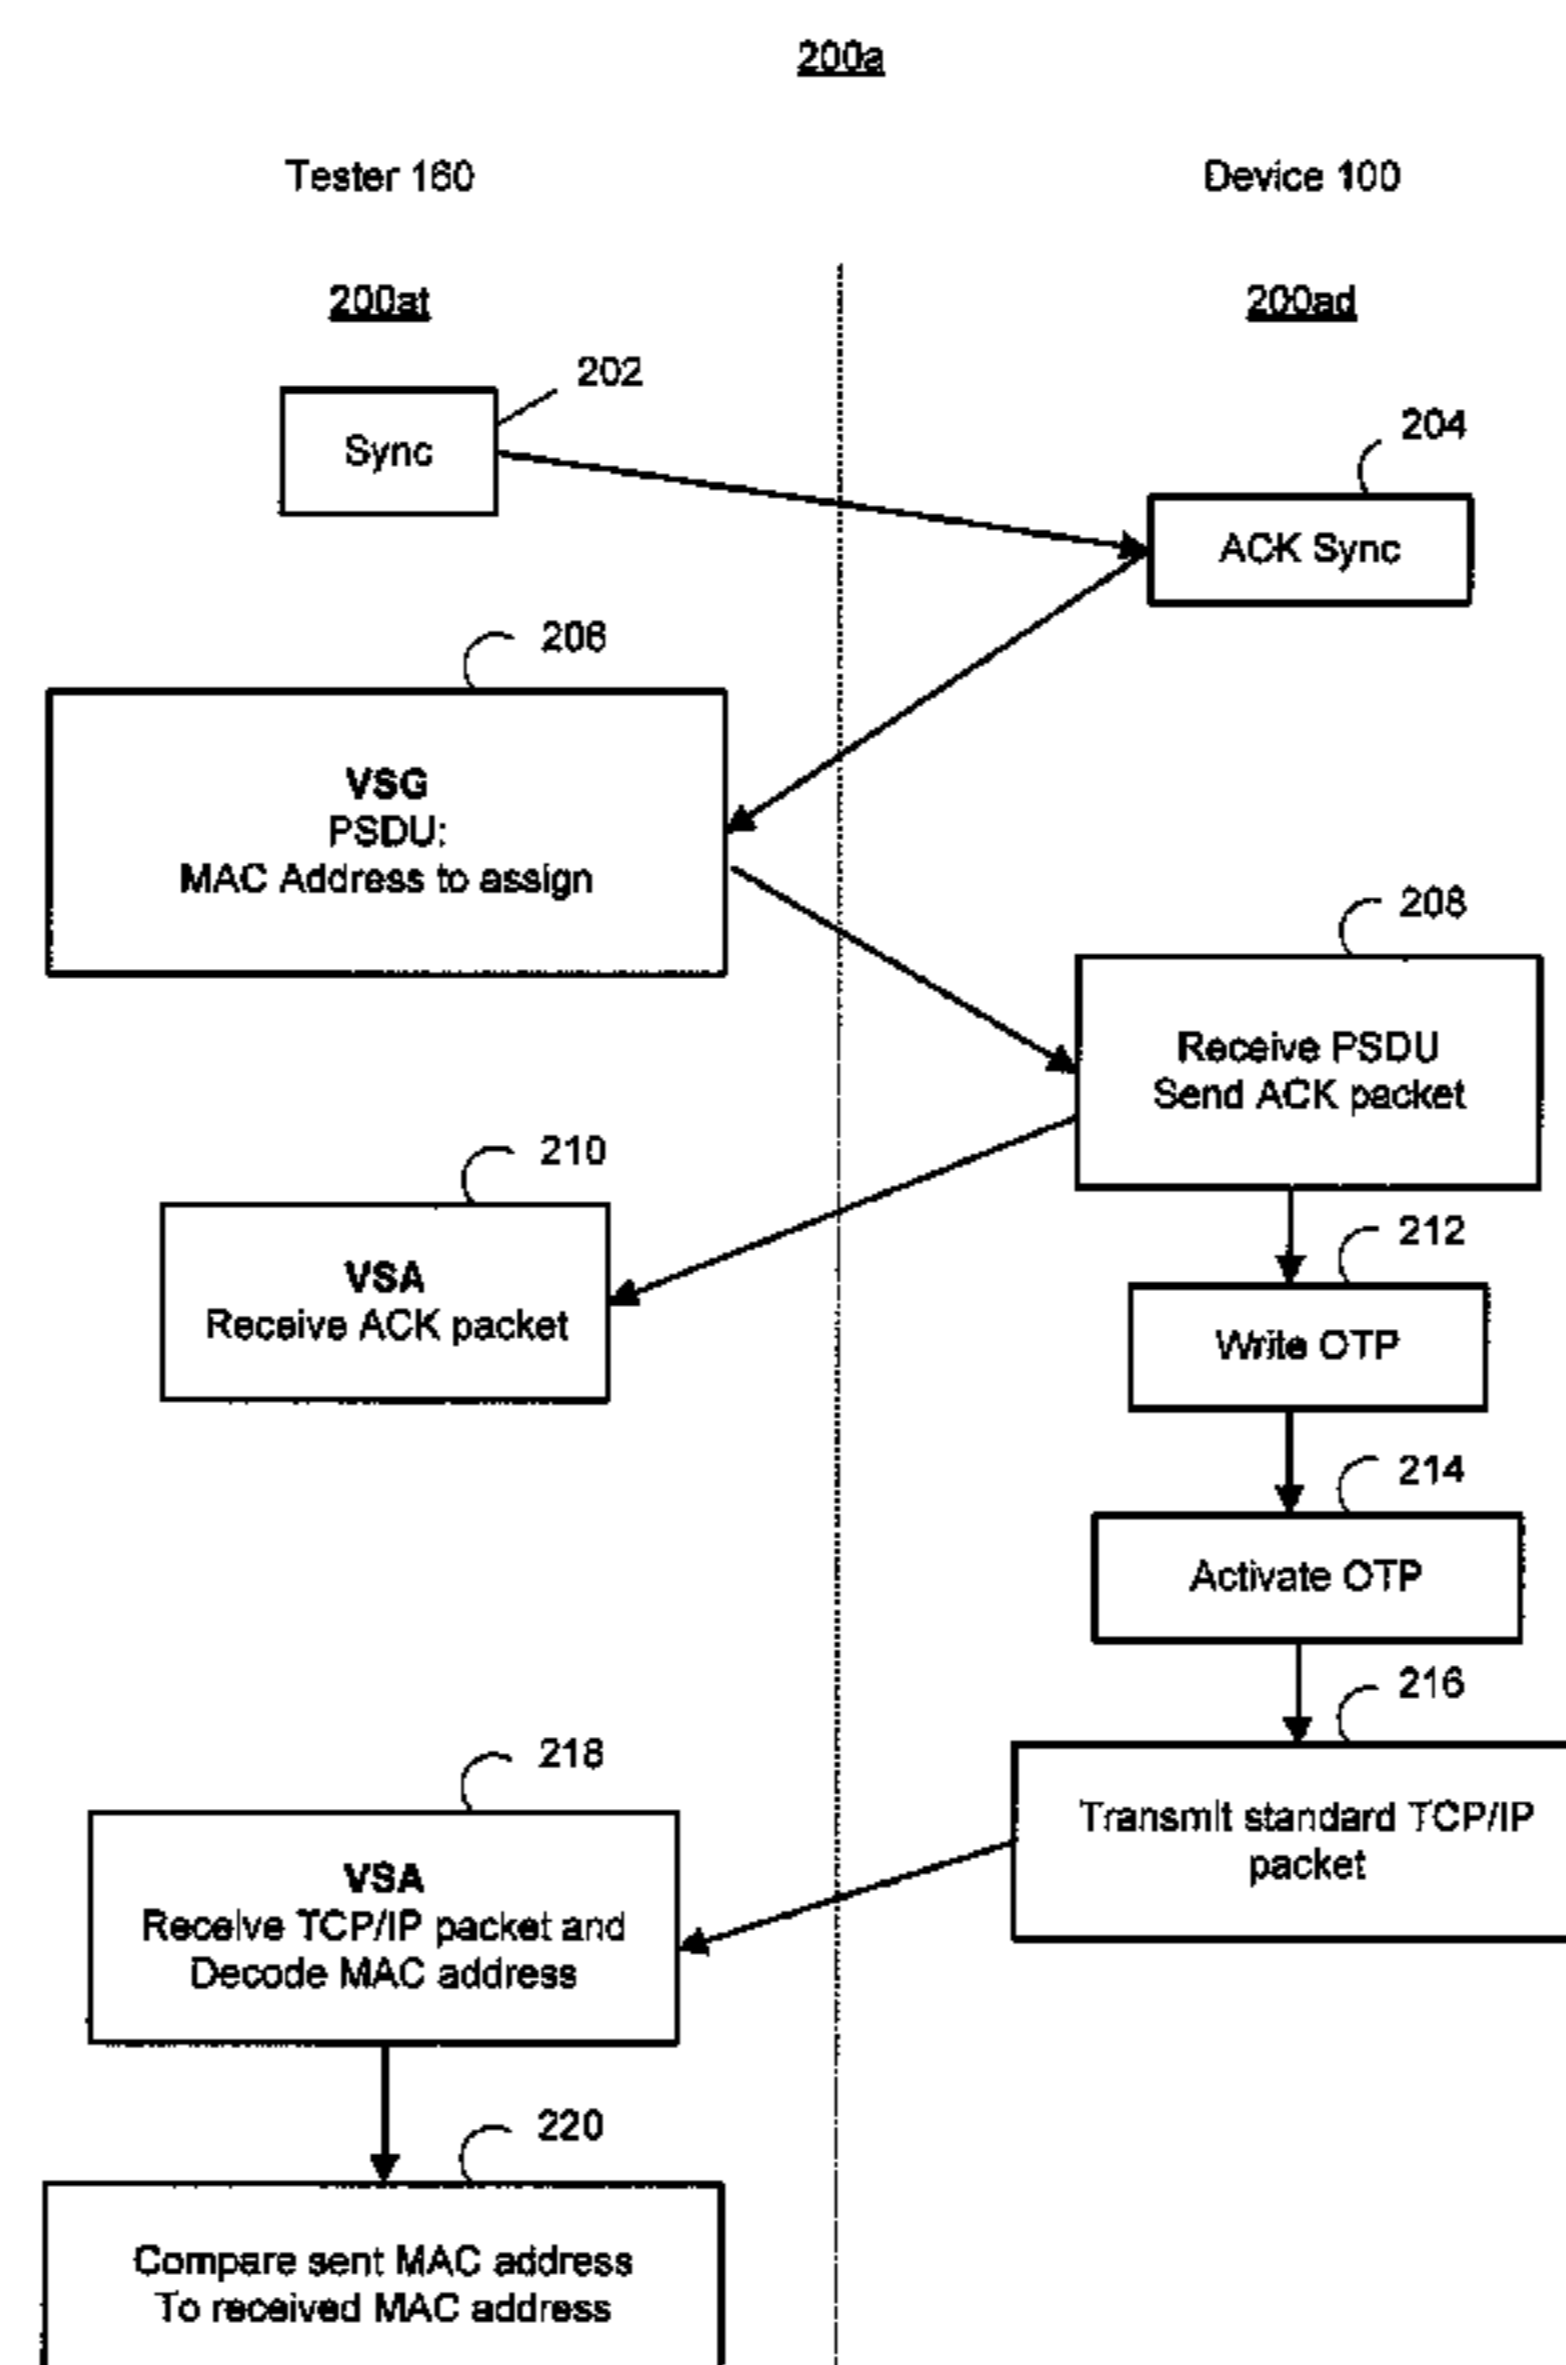 200a
Tester 160
Device 100
200at
200ad
202
Sync
204
ACK Sync
206
VSG
PSDU:
MAC Address to assign
208
Receive PSDU
Send ACK packet
210
VSA
Receive ACK packet
212
Write OTP
214
Activate OTP
216
Transmit standard TCP/IP
packet
218
VSA
Receive TCP/IP packet and
Decode MAC address
220
Compare sent MAC address
To received MAC address